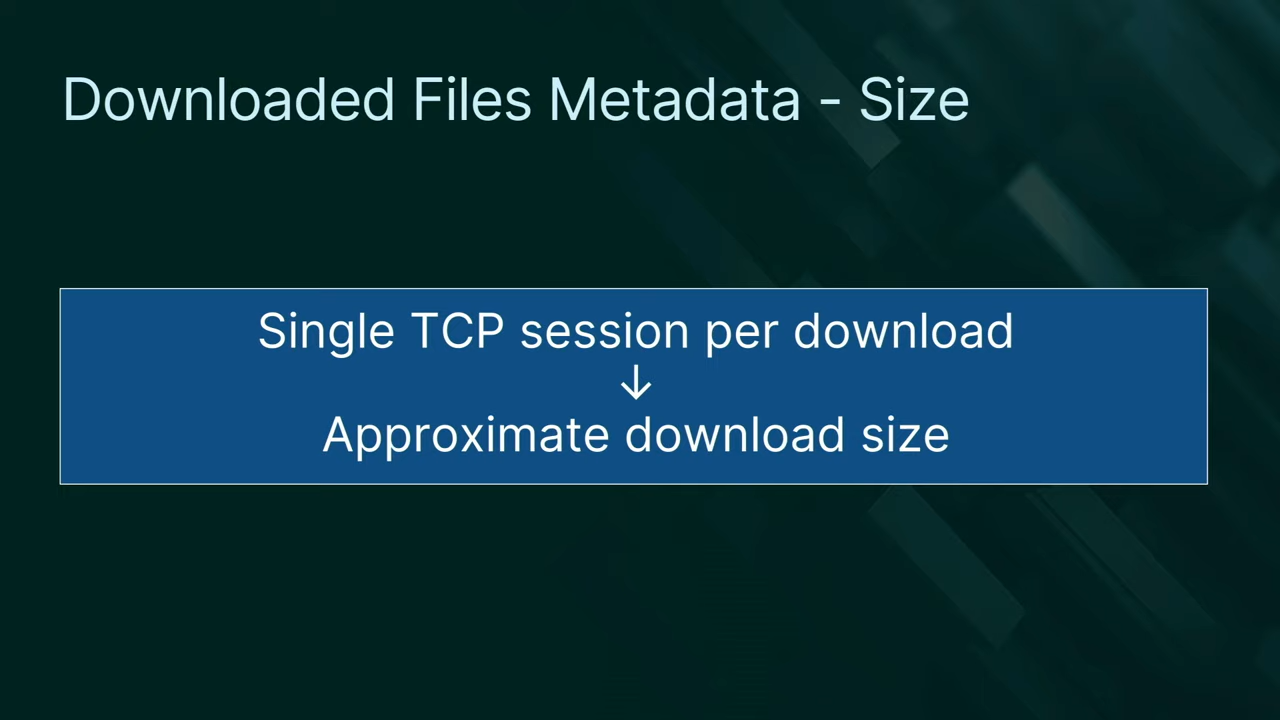 Downloaded Files Metadata - Size
Single TCP session per download
↓
Approximate download size